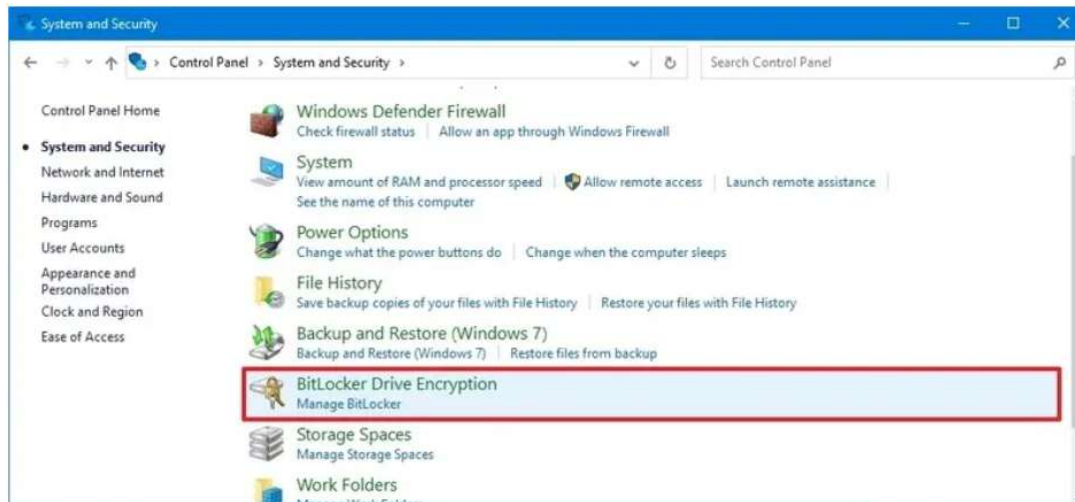 System and Security
Control Panel > System and Security >
Search Control Panel
Control Panel Home
System and Security
Network and Internet
Hardware and Sound
Programs
User Accounts
Appearance and
Personalization
Clock and Region
Ease of Access
Windows Defender Firewall
Check firewall status | Allow an app through Windows Firewall
System
View amount of RAM and processor speed | Allow remote access | Launch remote assistance |
See the name of this computer
Power Options
Change what the power buttons do | Change when the computer sleeps
File History
Save backup copies of your files with File History | Restore your files with File History
Backup and Restore (Windows 7)
Backup and Restore (Windows 7) | Restore files from backup
BitLocker Drive Encryption
Manage BitLocker
Storage Spaces
Manage Storage Spaces
Work Folders